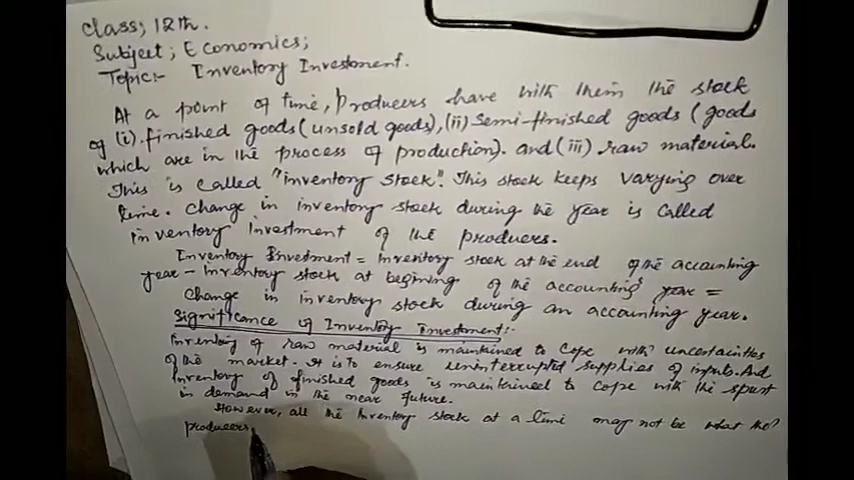 Class; 12th.
Subject; Economics;
Topic:- Inventory Investment.
At a point of time, Producers have with them the stock
of (i). finished goods (unsold goods), (ii) Semi-finished goods (goods
which are in the process of production). and (iii). raw material.
This is called "inventory stock". This stock keeps varying over
time. Change in inventory stock during the year is called
inventory investment of the producers.
Inventory Investment = inventory stock at the end of the accounting
year - inventory stock at begining of the accounting year =
Change in inventory stock during an accounting year.
Significance of Inventory Investment:-
Inventory of raw material is maintained to cope with uncertainties
of the market. It is to ensure uninterrupted supplies of inputs. And
inventory of finished goods is maintained to cope with the spurt
in demand in the near future.
However, all the inventory stock at a time may not be what the
producers